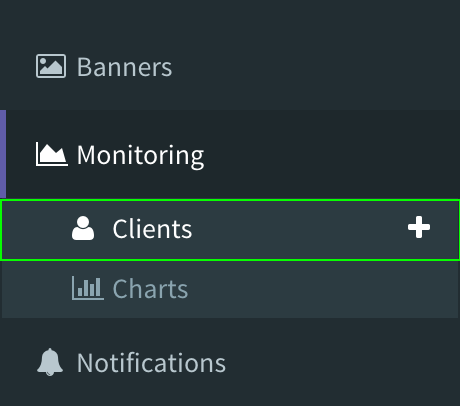 Banners
Monitoring
Clients
Charts
Notifications